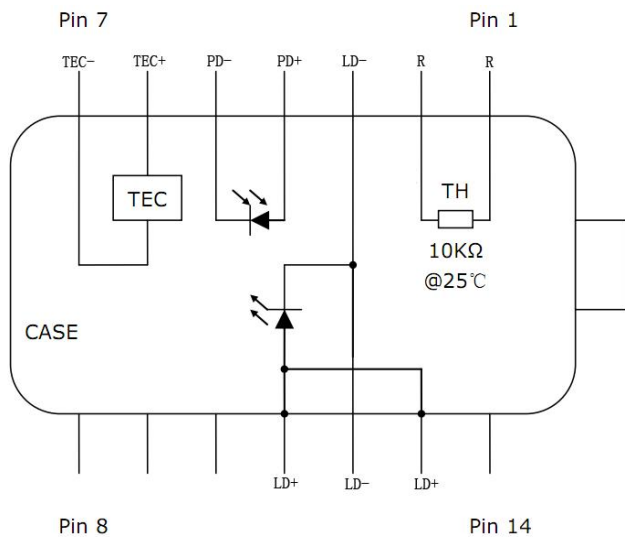 Pin 7 Pin 1
TEC- TEC+ PD- PD+ LD- R R
TEC
TH
10KΩ
@25℃
CASE
LD+ LD- LD+
Pin 8 Pin 14